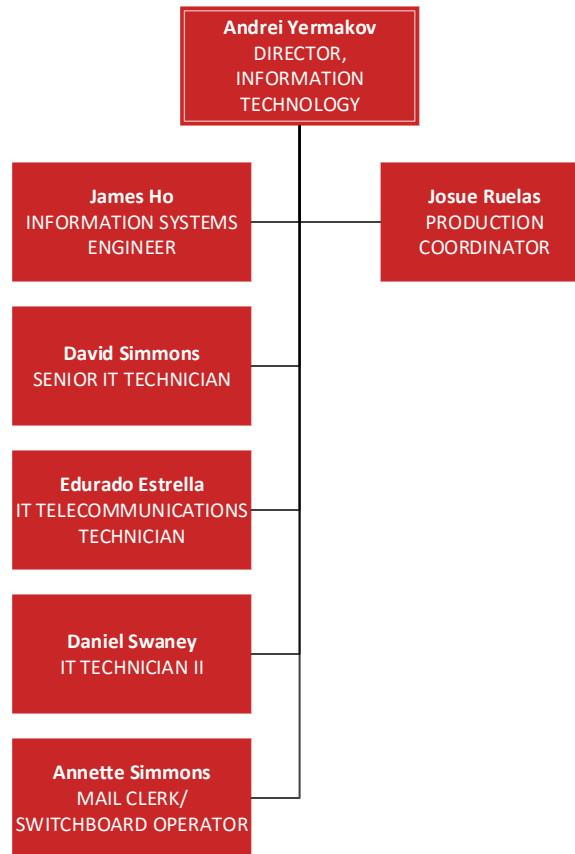 Andrei Yermakov
DIRECTOR,
INFORMATION
TECHNOLOGY
James Ho
INFORMATION SYSTEMS
ENGINEER
Josue Ruelas
PRODUCTION
COORDINATOR
David Simmons
SENIOR IT TECHNICIAN
Edurado Estrella
IT TELECOMMUNICATIONS
TECHNICIAN
Daniel Swaney
IT TECHNICIAN II
Annette Simmons
MAIL CLERK/
SWITCHBOARD OPERATOR